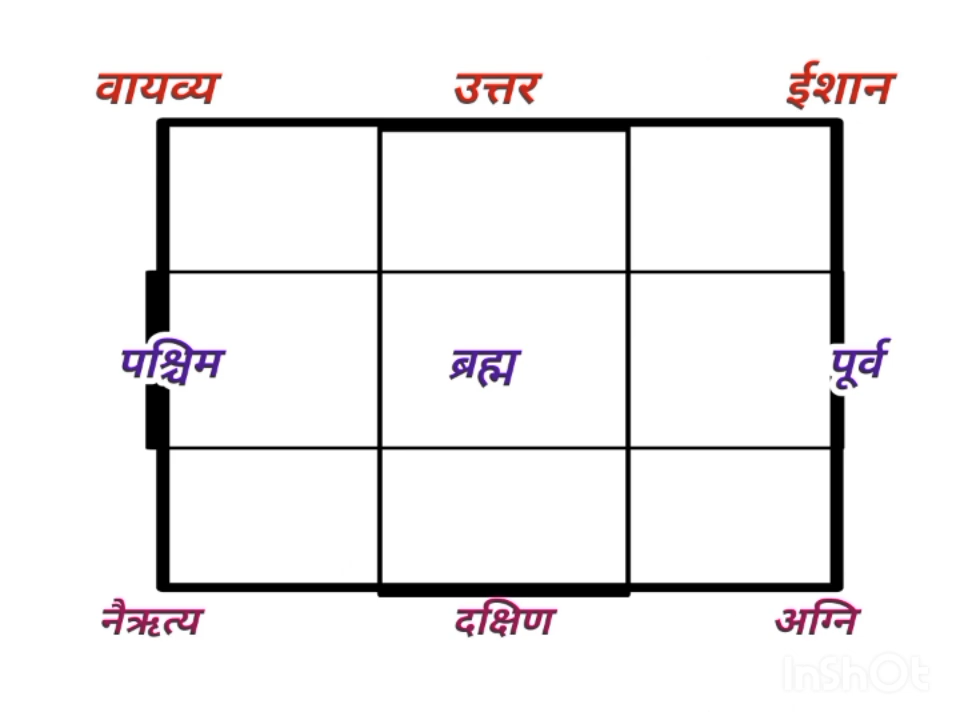 वायव्य उत्तर ईशान
पश्चिम ब्रह्म पूर्व
नैऋत्य दक्षिण अग्नि
InShOt